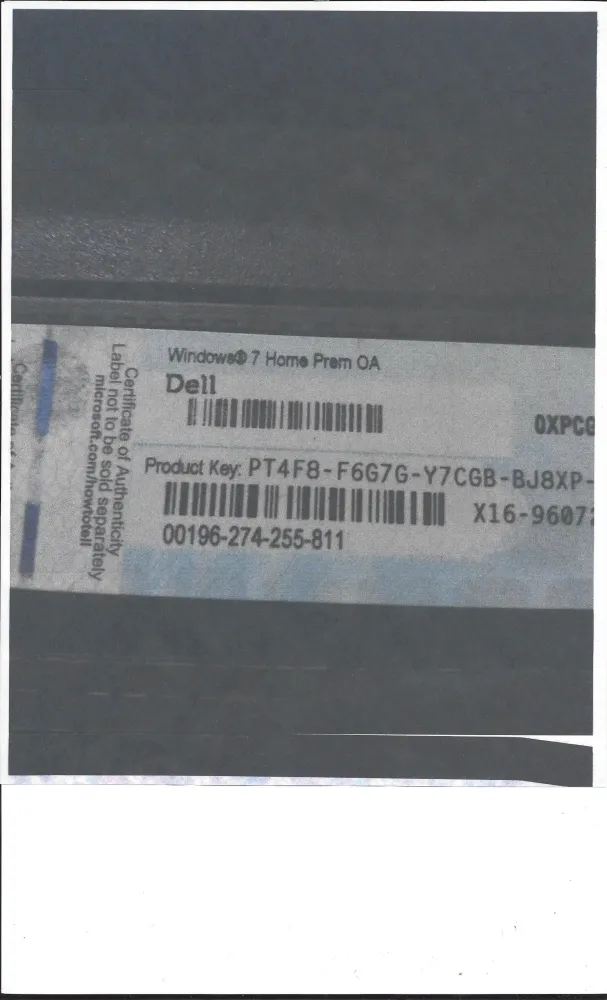 Windows® 7 Home Prem OA
Dell
0XPCG
Product Key: PT4F8-F6G7G-Y7CGB-BJ8XP-
X16-9607
00196-274-255-811
Certificate of Authenticity
Label not to be sold separately
microsoft.com/howtotell